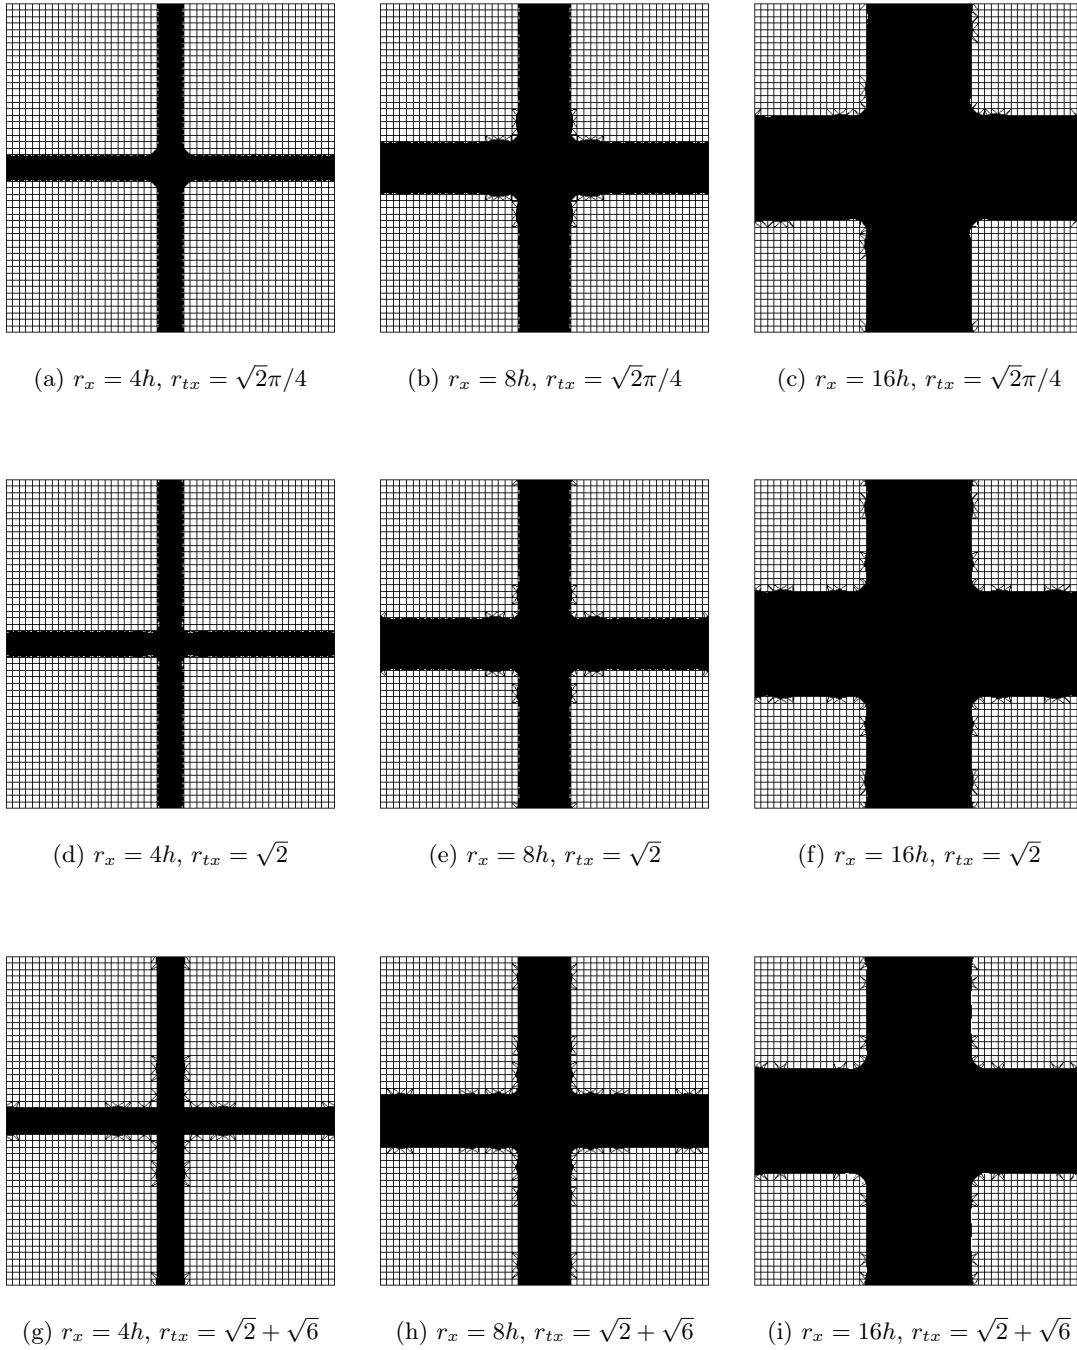 (a) $r_x = 4h$, $r_{tx} = \sqrt{2}\pi/4$
(b) $r_x = 8h$, $r_{tx} = \sqrt{2}\pi/4$
(c) $r_x = 16h$, $r_{tx} = \sqrt{2}\pi/4$
(d) $r_x = 4h$, $r_{tx} = \sqrt{2}$
(e) $r_x = 8h$, $r_{tx} = \sqrt{2}$
(f) $r_x = 16h$, $r_{tx} = \sqrt{2}$
(g) $r_x = 4h$, $r_{tx} = \sqrt{2} + \sqrt{6}$
(h) $r_x = 8h$, $r_{tx} = \sqrt{2} + \sqrt{6}$
(i) $r_x = 16h$, $r_{tx} = \sqrt{2} + \sqrt{6}$